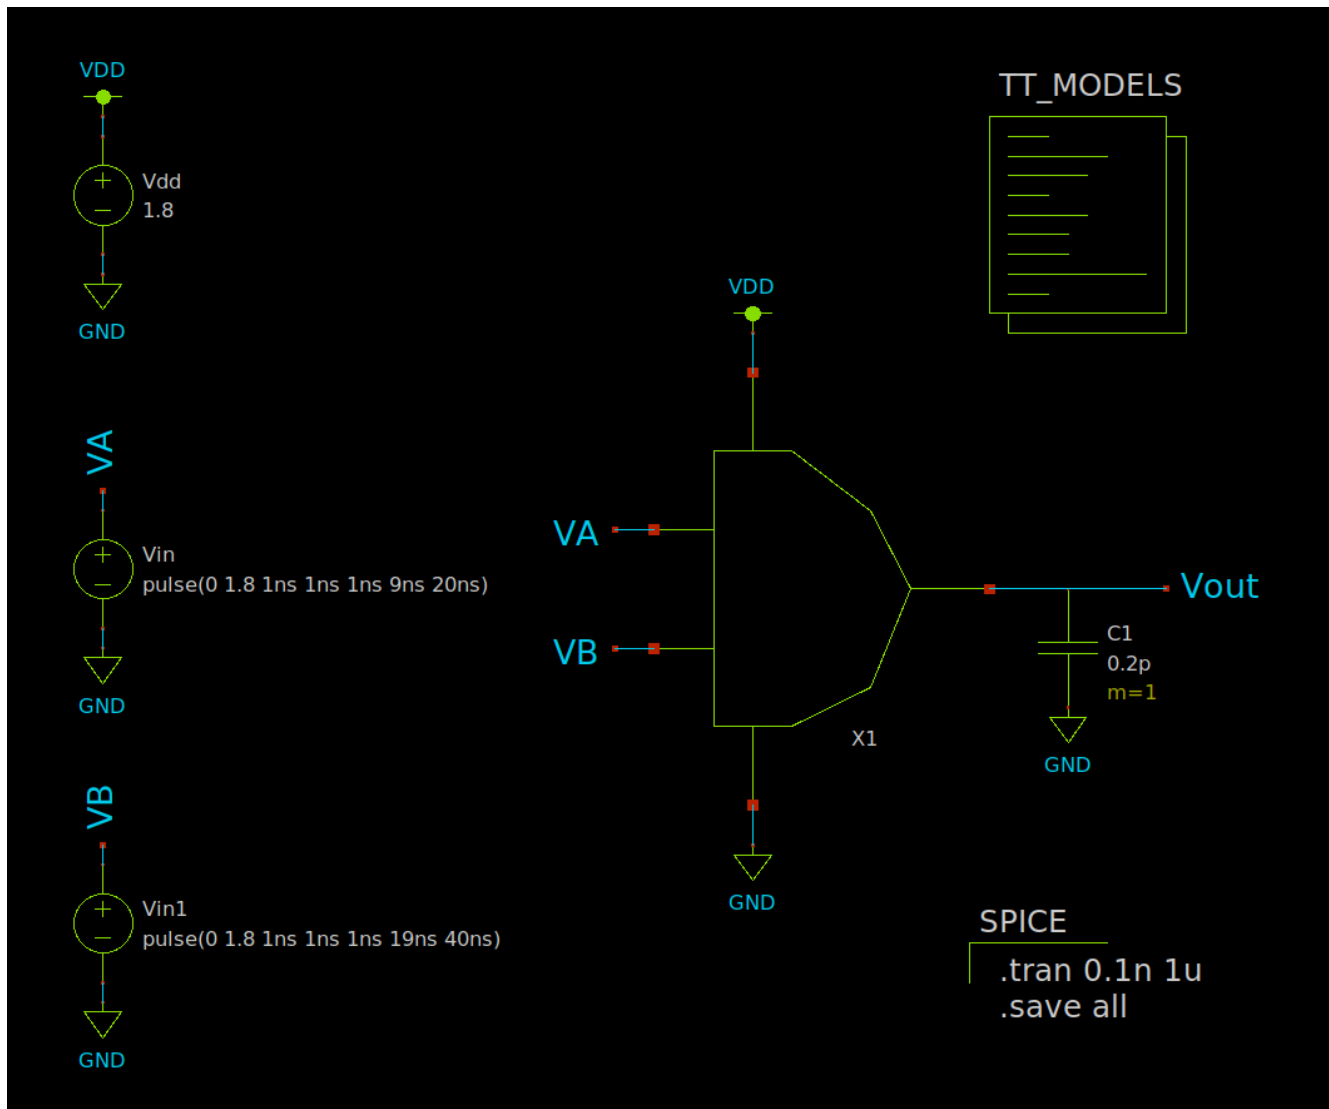 VDD
Vdd
1.8
GND
VA
Vin
pulse(0 1.8 1ns 1ns 1ns 9ns 20ns)
GND
VB
Vin1
pulse(0 1.8 1ns 1ns 1ns 19ns 40ns)
GND
VDD
VA
VB
X1
GND
Vout
C1
0.2p
m=1
GND
TT_MODELS
SPICE
.tran 0.1n 1u
.save all